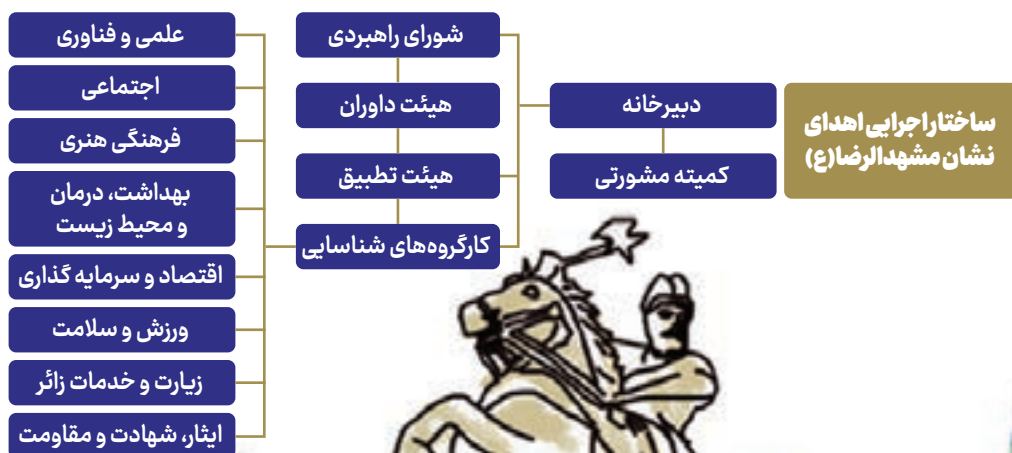 ساختار اجرایی اهدای
نشان مشهدالرضا(ع)
دبیرخانه
کمیته مشورتی
شورای راهبردی
هیئت داوران
هیئت تطبیق
کارگروه‌های شناسایی
علمی و فناوری
اجتماعی
فرهنگی هنری
بهداشت، درمان
و محیط زیست
اقتصاد و سرمایه گذاری
ورزش و سلامت
زیارت و خدمات زائر
ایثار، شهادت و مقاومت